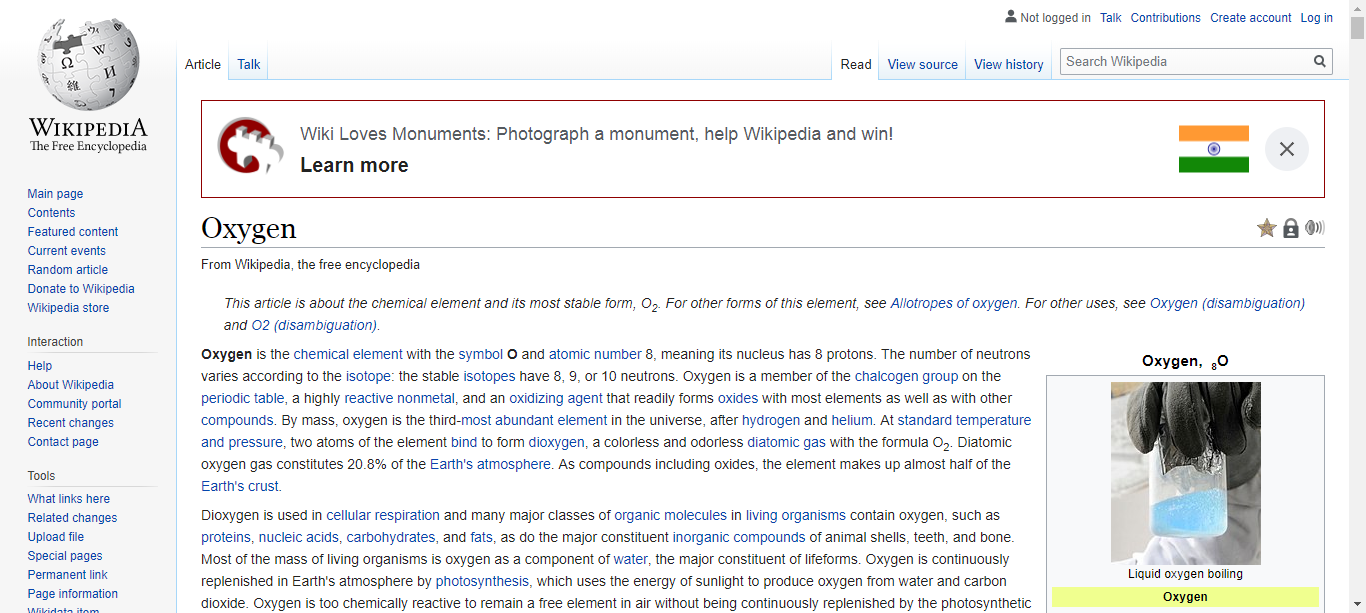 Not logged in Talk Contributions Create account Log in
Article Talk Read View source View history Search Wikipedia
WIKIPEDIA
The Free Encyclopedia
Main page
Contents
Featured content
Current events
Random article
Donate to Wikipedia
Wikipedia store
Interaction
Help
About Wikipedia
Community portal
Recent changes
Contact page
Tools
What links here
Related changes
Upload file
Special pages
Permanent link
Page information
Wikidata item
Wiki Loves Monuments: Photograph a monument, help Wikipedia and win!
Learn more
Oxygen
From Wikipedia, the free encyclopedia
This article is about the chemical element and its most stable form, O2. For other forms of this element, see Allotropes of oxygen. For other uses, see Oxygen (disambiguation)
and O2 (disambiguation).
Oxygen is the chemical element with the symbol O and atomic number 8, meaning its nucleus has 8 protons. The number of neutrons
varies according to the isotope: the stable isotopes have 8, 9, or 10 neutrons. Oxygen is a member of the chalcogen group on the
periodic table, a highly reactive nonmetal, and an oxidizing agent that readily forms oxides with most elements as well as with other
compounds. By mass, oxygen is the third-most abundant element in the universe, after hydrogen and helium. At standard temperature
and pressure, two atoms of the element bind to form dioxygen, a colorless and odorless diatomic gas with the formula O2. Diatomic
oxygen gas constitutes 20.8% of the Earth's atmosphere. As compounds including oxides, the element makes up almost half of the
Earth's crust.
Dioxygen is used in cellular respiration and many major classes of organic molecules in living organisms contain oxygen, such as
proteins, nucleic acids, carbohydrates, and fats, as do the major constituent inorganic compounds of animal shells, teeth, and bone.
Most of the mass of living organisms is oxygen as a component of water, the major constituent of lifeforms. Oxygen is continuously
replenished in Earth's atmosphere by photosynthesis, which uses the energy of sunlight to produce oxygen from water and carbon
dioxide. Oxygen is too chemically reactive to remain a free element in air without being continuously replenished by the photosynthetic
Oxygen, 8O
Liquid oxygen boiling
Oxygen